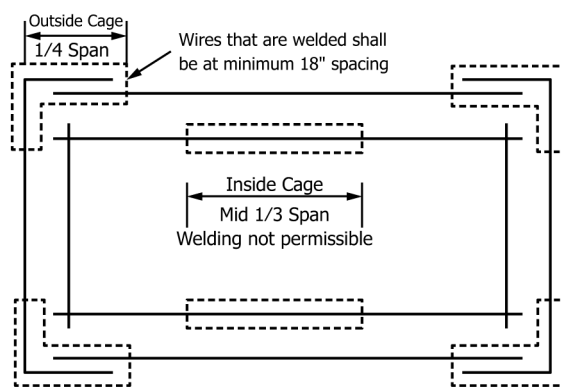 Outside Cage
1/4 Span
Wires that are welded shall
be at minimum 18" spacing
Inside Cage
Mid 1/3 Span
Welding not permissible